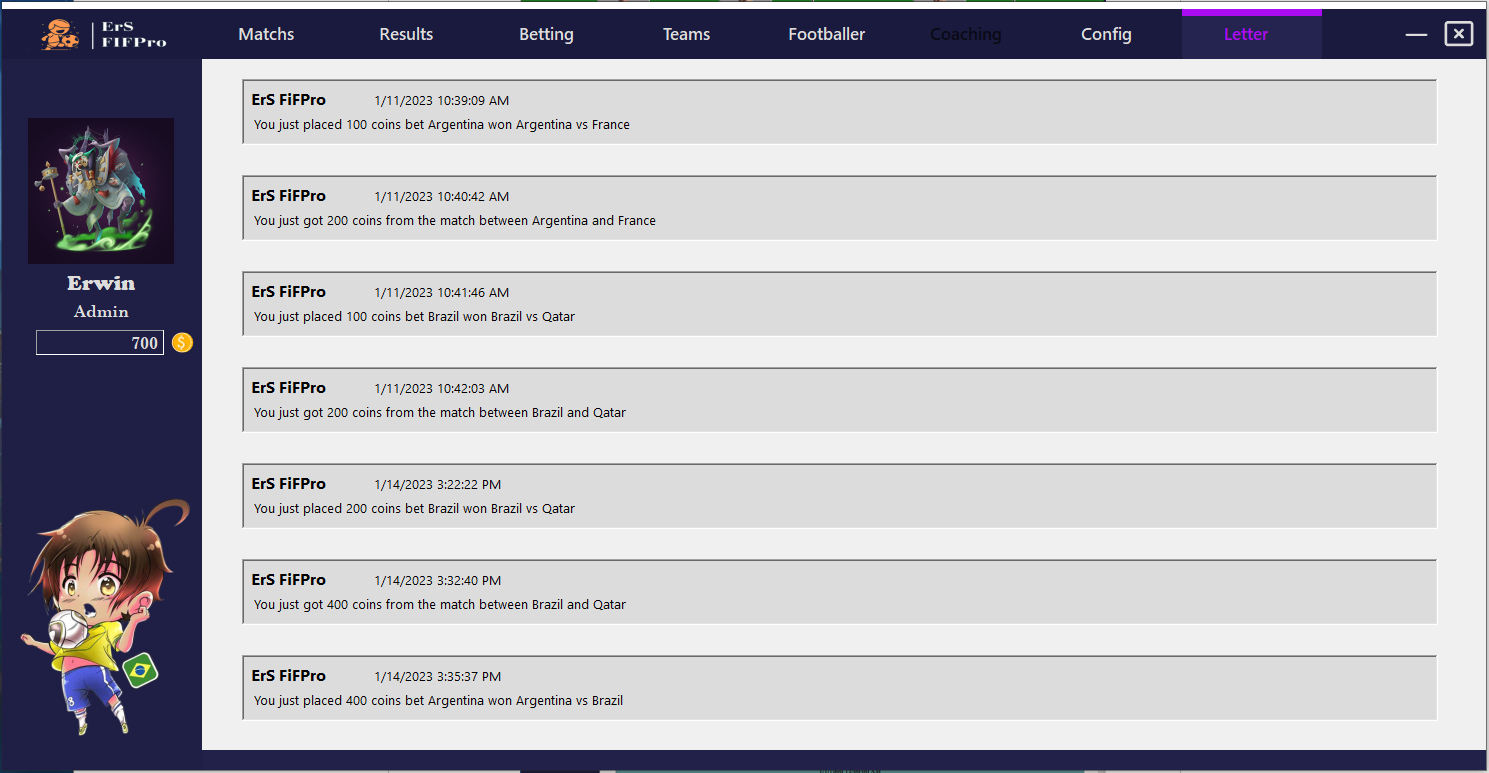 ErS
FIFPro
Matchs Results Betting Teams Footballer Coaching Config Letter
Erwin
Admin
700
ErS FiFPro 1/11/2023 10:39:09 AM
You just placed 100 coins bet Argentina won Argentina vs France
ErS FiFPro 1/11/2023 10:40:42 AM
You just got 200 coins from the match between Argentina and France
ErS FiFPro 1/11/2023 10:41:46 AM
You just placed 100 coins bet Brazil won Brazil vs Qatar
ErS FiFPro 1/11/2023 10:42:03 AM
You just got 200 coins from the match between Brazil and Qatar
ErS FiFPro 1/14/2023 3:22:22 PM
You just placed 200 coins bet Brazil won Brazil vs Qatar
ErS FiFPro 1/14/2023 3:32:40 PM
You just got 400 coins from the match between Brazil and Qatar
ErS FiFPro 1/14/2023 3:35:37 PM
You just placed 400 coins bet Argentina won Argentina vs Brazil